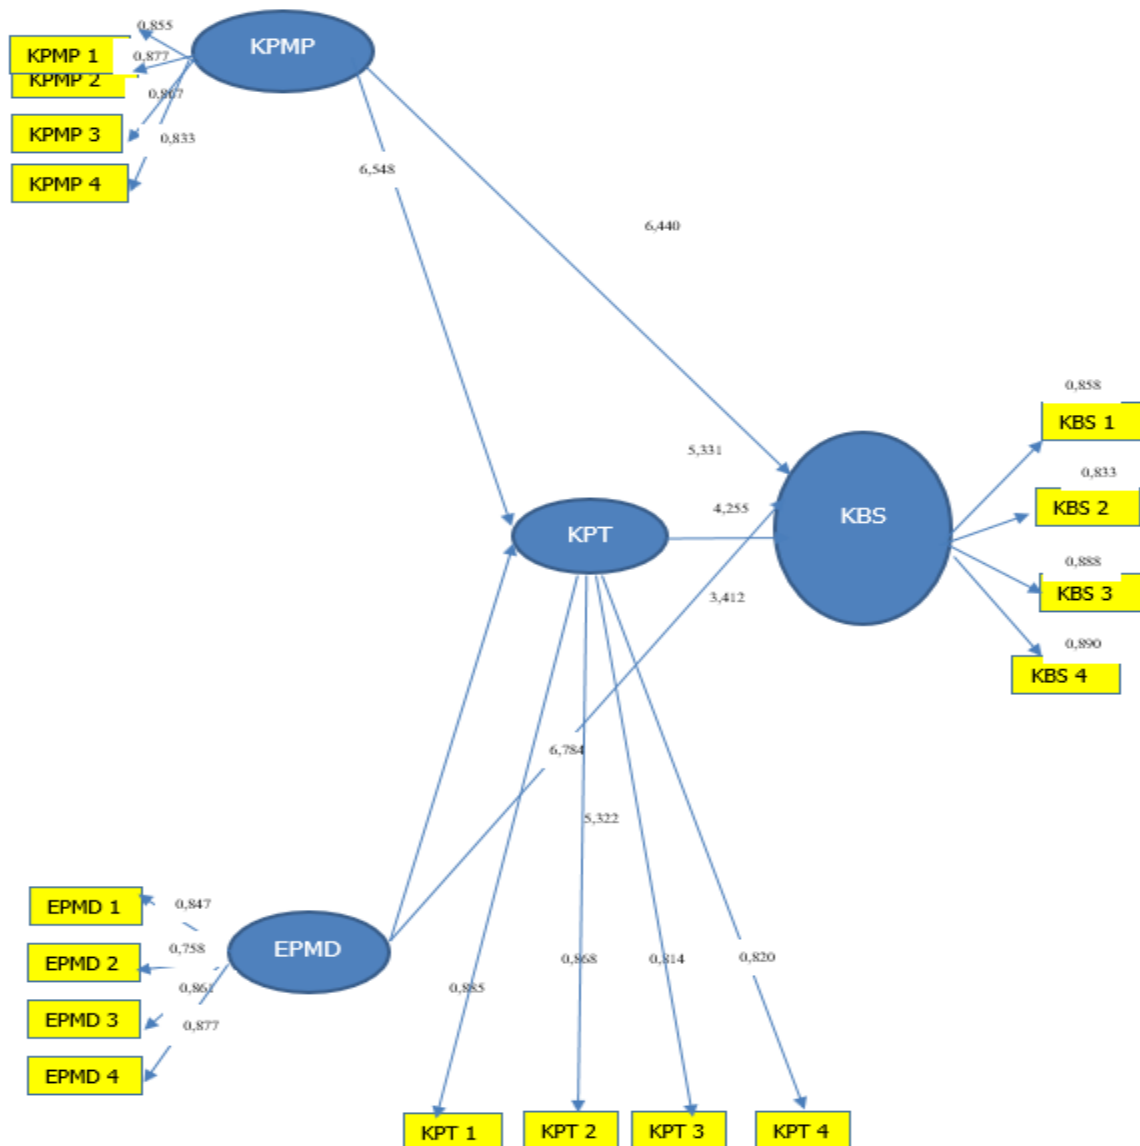 0,855
KPMP
KPMP 1
0,877
KPMP 2
0,867
KPMP 3
0,833
KPMP 4
6,548
6,440
0,858
KBS 1
5,331
0,833
4,255
KBS 2
KBS
KPT
0,888
KBS 3
3,412
0,890
KBS 4
6,784
5,322
0,847
EPMD 1
0,758
EPMD 2
EPMD
0,868
0,814
0,820
0,885
EPMD 3
0,877
EPMD 4
KPT 1
KPT 2
KPT 3
KPT 4